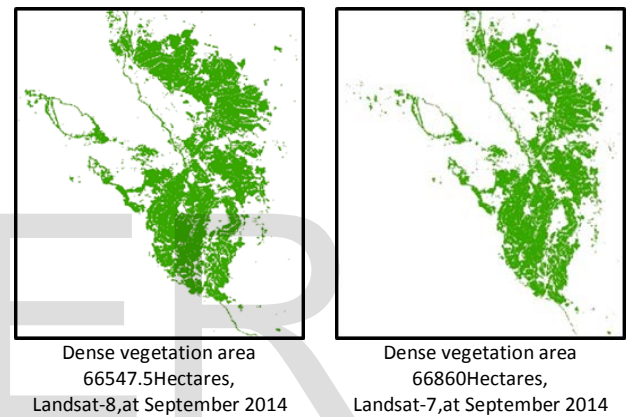 Dense vegetation area
66547.5Hectares,
Landsat-8,at September 2014
Dense vegetation area
66860Hectares,
Landsat-7,at September 2014
ER